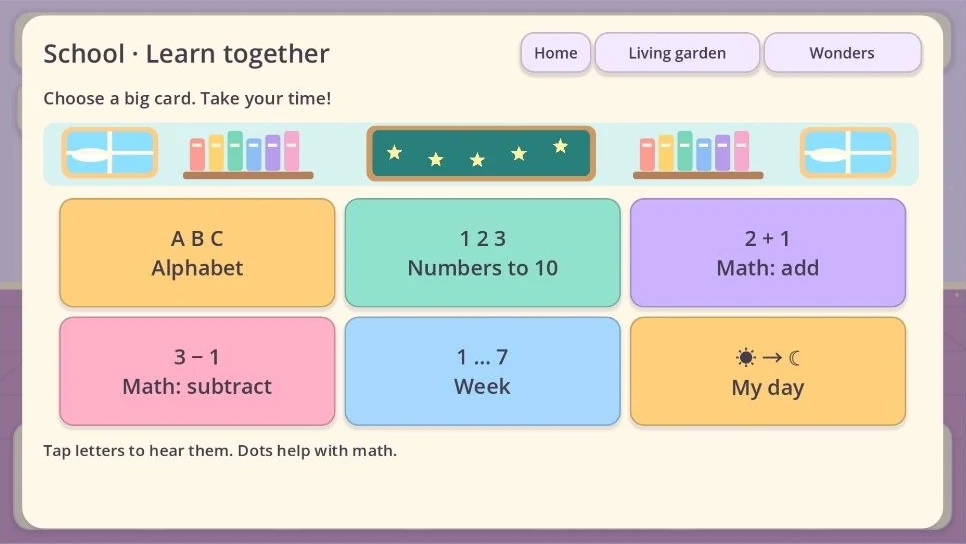 School · Learn together
Home
Living garden
Wonders
Choose a big card. Take your time!
A B C
Alphabet
1 2 3
Numbers to 10
2 + 1
Math: add
3 − 1
Math: subtract
1 ... 7
Week
☀ → ☾
My day
Tap letters to hear them. Dots help with math.